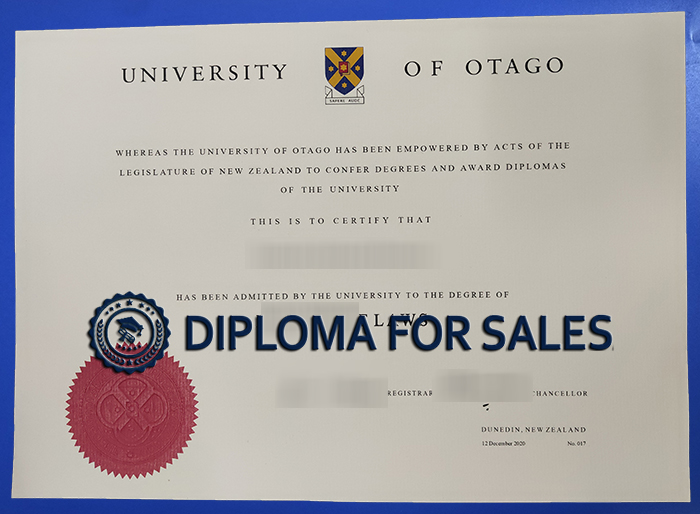 UNIVERSITY OF OTAGO
SAPERE AUDE
WHEREAS THE UNIVERSITY OF OTAGO HAS BEEN EMPOWERED BY ACTS OF THE
LEGISLATURE OF NEW ZEALAND TO CONFER DEGREES AND AWARD DIPLOMAS
OF THE UNIVERSITY
THIS IS TO CERTIFY THAT
HAS BEEN ADMITTED BY THE UNIVERSITY TO THE DEGREE OF
LAWS
DIPLOMA FOR SALES
REGISTRAR CHANCELLOR
DUNEDIN, NEW ZEALAND
12 December 2020 No. 017